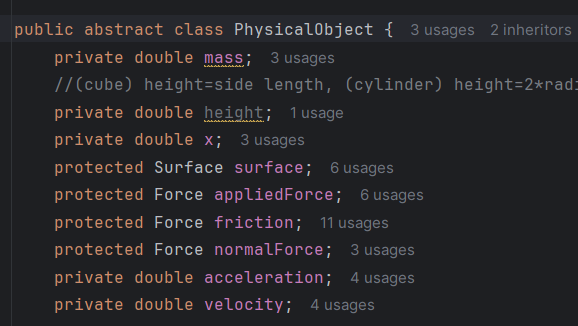 public abstract class PhysicalObject { 3 usages 2 inheritors
private double mass; 3 usages
//(cube) height=side length, (cylinder) height=2*radi
private double height; 1 usage
private double x; 3 usages
protected Surface surface; 6 usages
protected Force appliedForce; 6 usages
protected Force friction; 11 usages
protected Force normalForce; 3 usages
private double acceleration; 4 usages
private double velocity; 4 usages